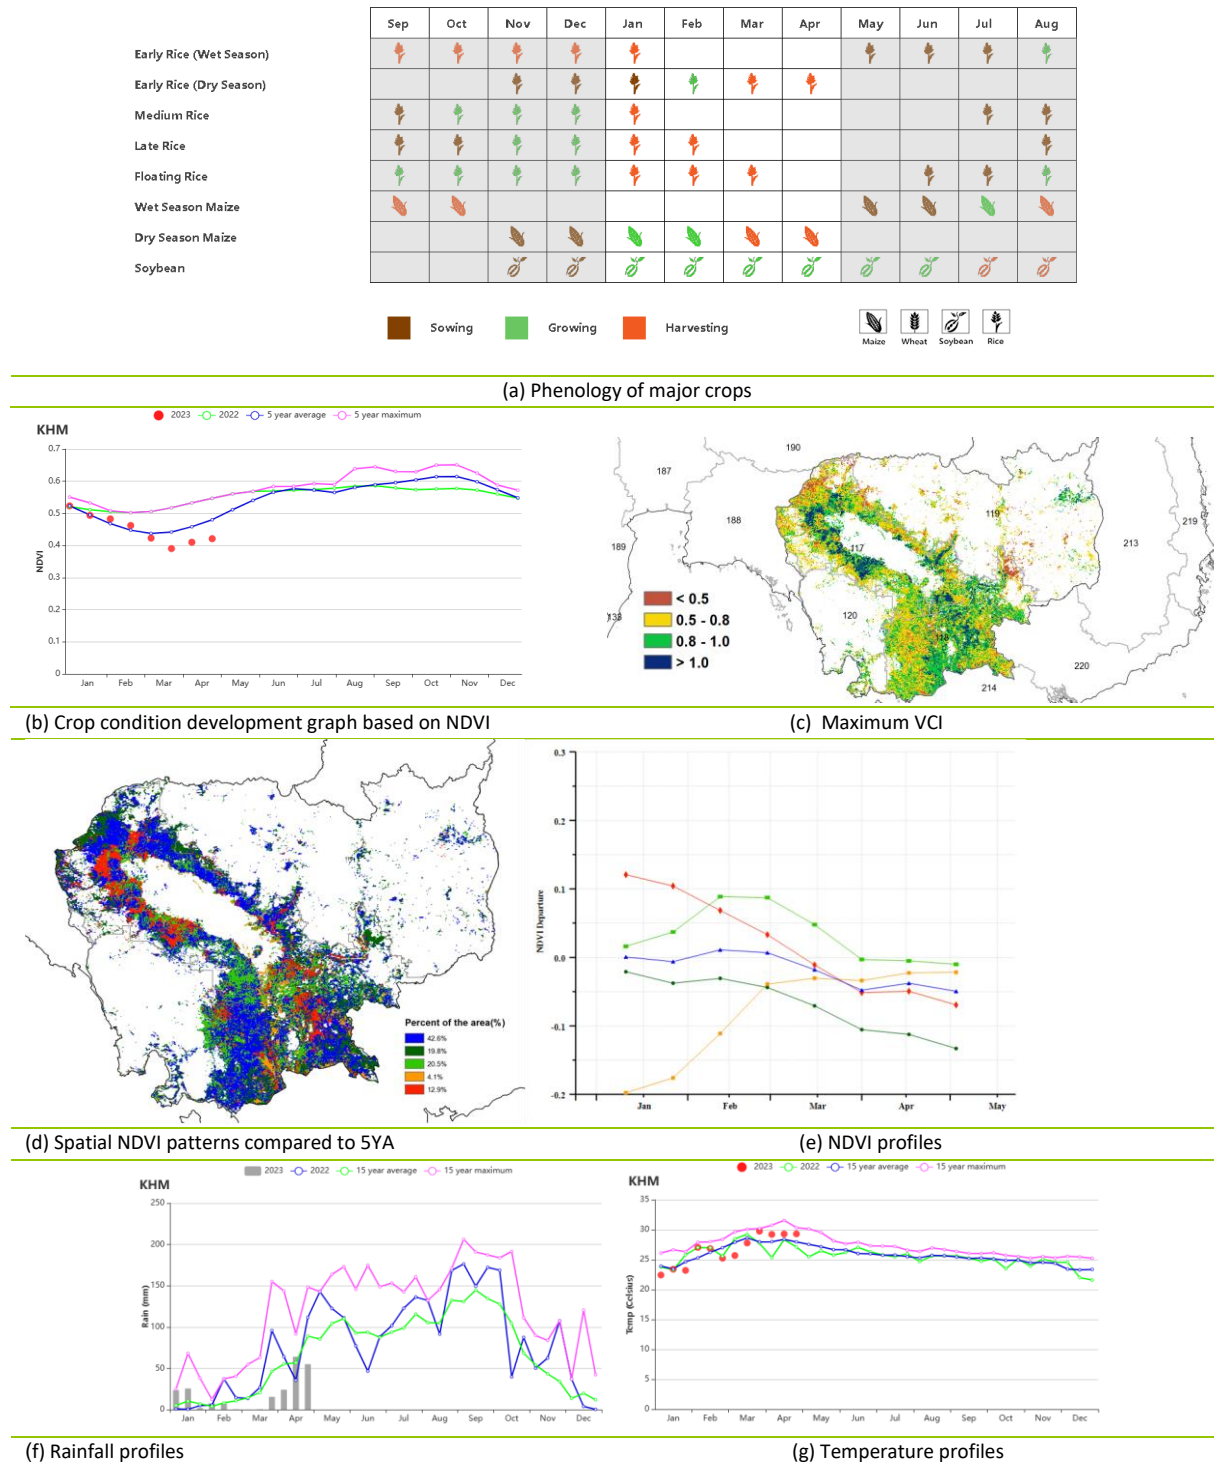 Sep Oct Nov Dec Jan Feb Mar Apr May Jun Jul Aug
Early Rice (Wet Season)
Early Rice (Dry Season)
Medium Rice
Late Rice
Floating Rice
Wet Season Maize
Dry Season Maize
Soybean
Sowing Growing Harvesting
Maize Wheat Soybean Rice
(a) Phenology of major crops
2023 2022 5 year average 5 year maximum
KHM
0.7
0.6
0.5
0.4
0.3
0.2
0.1
0
NDVI
Jan Feb Mar Apr May Jun Jul Aug Sep Oct Nov Dec
190
187
188
189
119
219
213
117
120
118
220
214
< 0.5
0.5 - 0.8
0.8 - 1.0
> 1.0
(b) Crop condition development graph based on NDVI
(c) Maximum VCI
Percent of the area(%)
42.6%
19.8%
20.5%
4.1%
12.9%
0.3
0.2
0.1
0.0
-0.1
-0.2
NDVI Departure
Jan Feb Mar Apr May
(d) Spatial NDVI patterns compared to 5YA
(e) NDVI profiles
2023 2022 15 year average 15 year maximum
KHM
250
200
150
100
50
0
Rain (mm)
Jan Feb Mar Apr May Jun Jul Aug Sep Oct Nov Dec
2023 2022 15 year average 15 year maximum
KHM
35
30
25
20
15
10
5
0
Temp (Celsius)
Jan Feb Mar Apr May Jun Jul Aug Sep Oct Nov Dec
(f) Rainfall profiles
(g) Temperature profiles